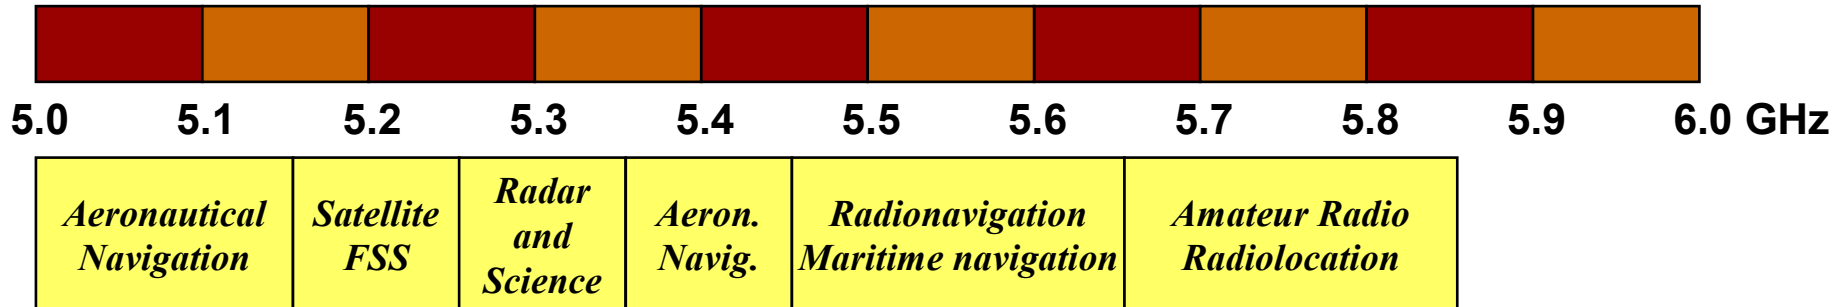 5.0 5.1 5.2 5.3 5.4 5.5 5.6 5.7 5.8 5.9 6.0 GHz
Aeronautical
Navigation
Satellite
FSS
Radar
and
Science
Aeron.
Navig.
Radionavigation
Maritime navigation
Amateur Radio
Radiolocation